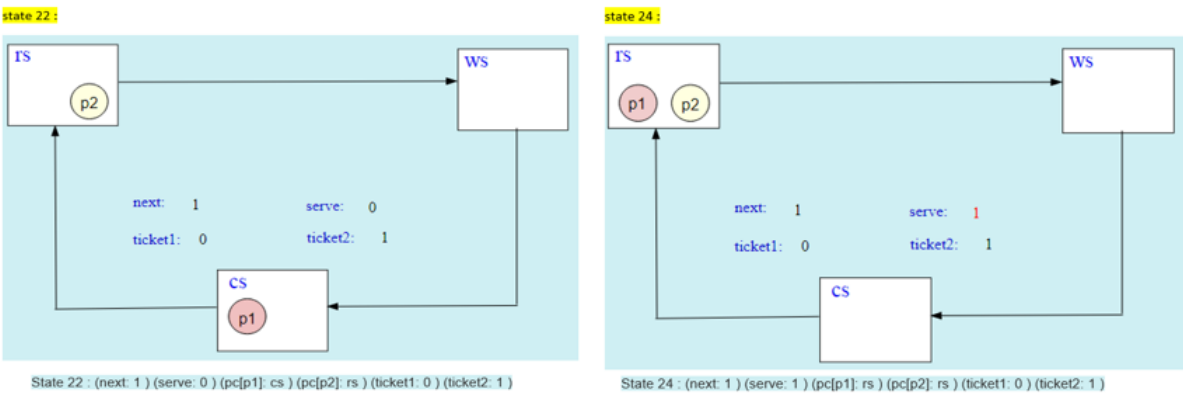 state 22 :
rs
p2
ws
next: 1
serve: 0
ticket1: 0
ticket2: 1
cs
p1
State 22 : (next: 1 ) (serve: 0 ) (pc[p1]: cs ) (pc[p2]: rs ) (ticket1: 0 ) (ticket2: 1 )
state 24 :
rs
p1 p2
ws
next: 1
serve: 1
ticket1: 0
ticket2: 1
cs
State 24 : (next: 1 ) (serve: 1 ) (pc[p1]: rs ) (pc[p2]: rs ) (ticket1: 0 ) (ticket2: 1 )